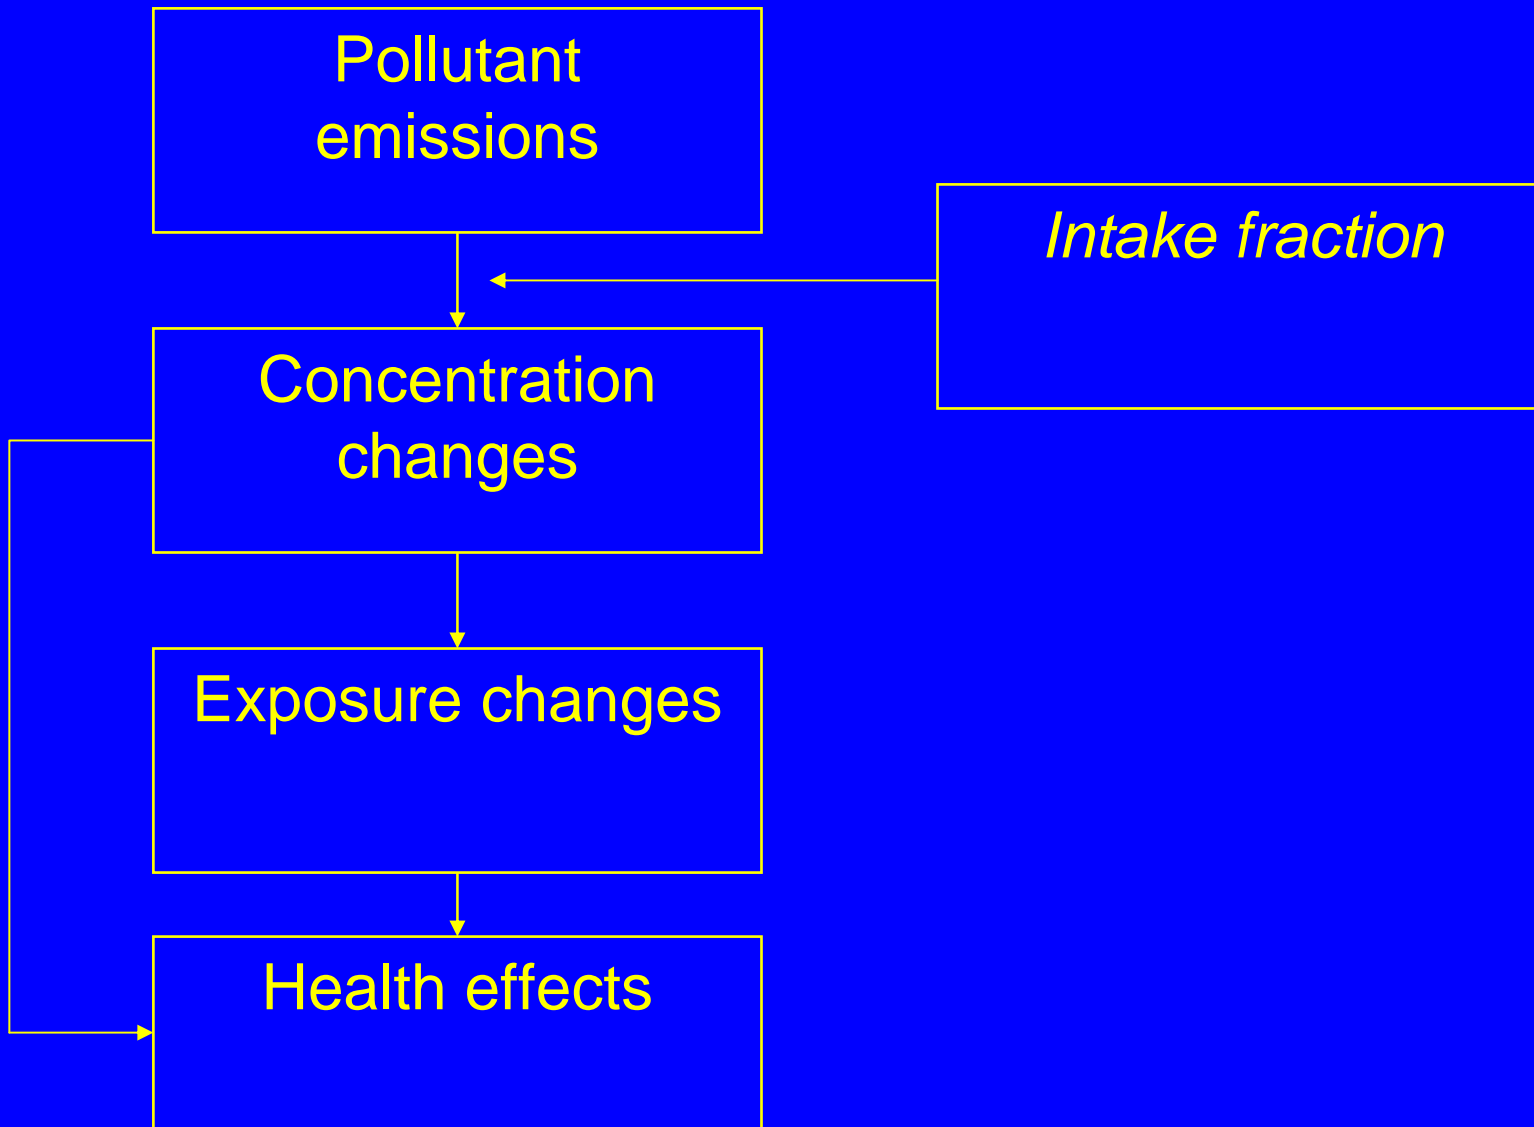 Pollutant
emissions
Intake fraction
Concentration
changes
Exposure changes
Health effects